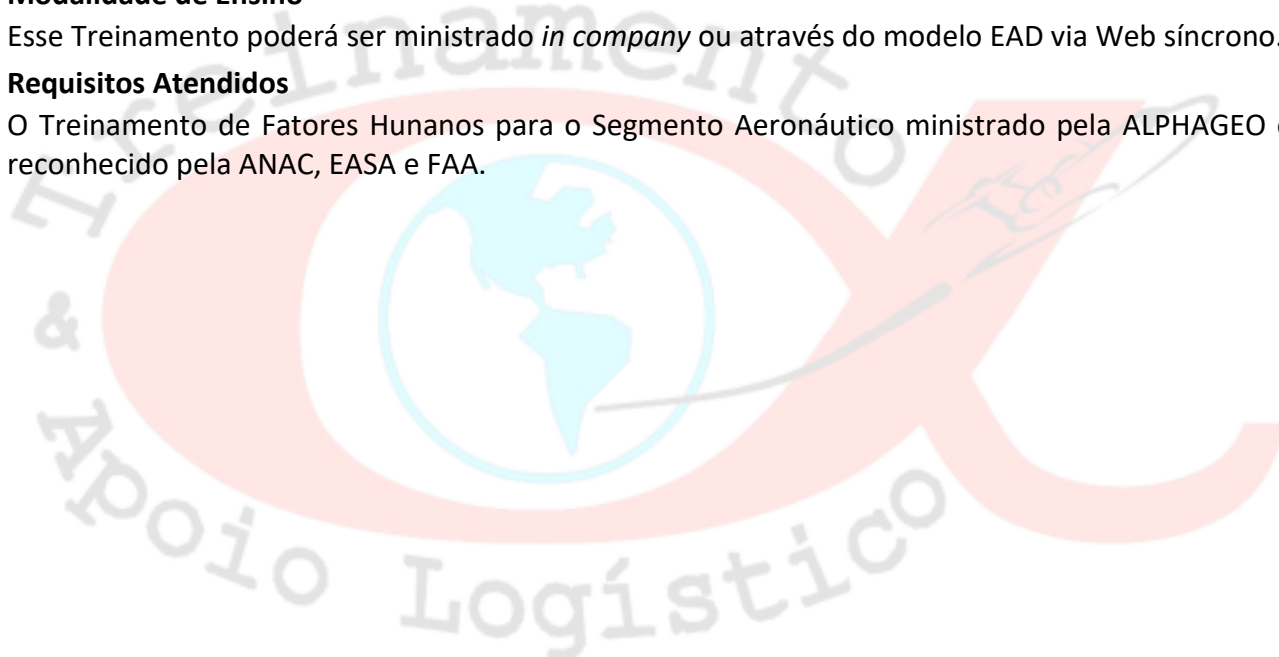 Modalidade de Ensino
Esse Treinamento poderá ser ministrado in company ou através do modelo EAD via Web síncrono.
Requisitos Atendidos
O Treinamento de Fatores Hunanos para o Segmento Aeronáutico ministrado pela ALPHAGEO é
reconhecido pela ANAC, EASA e FAA.
Treinamento
& Apoio Logístico